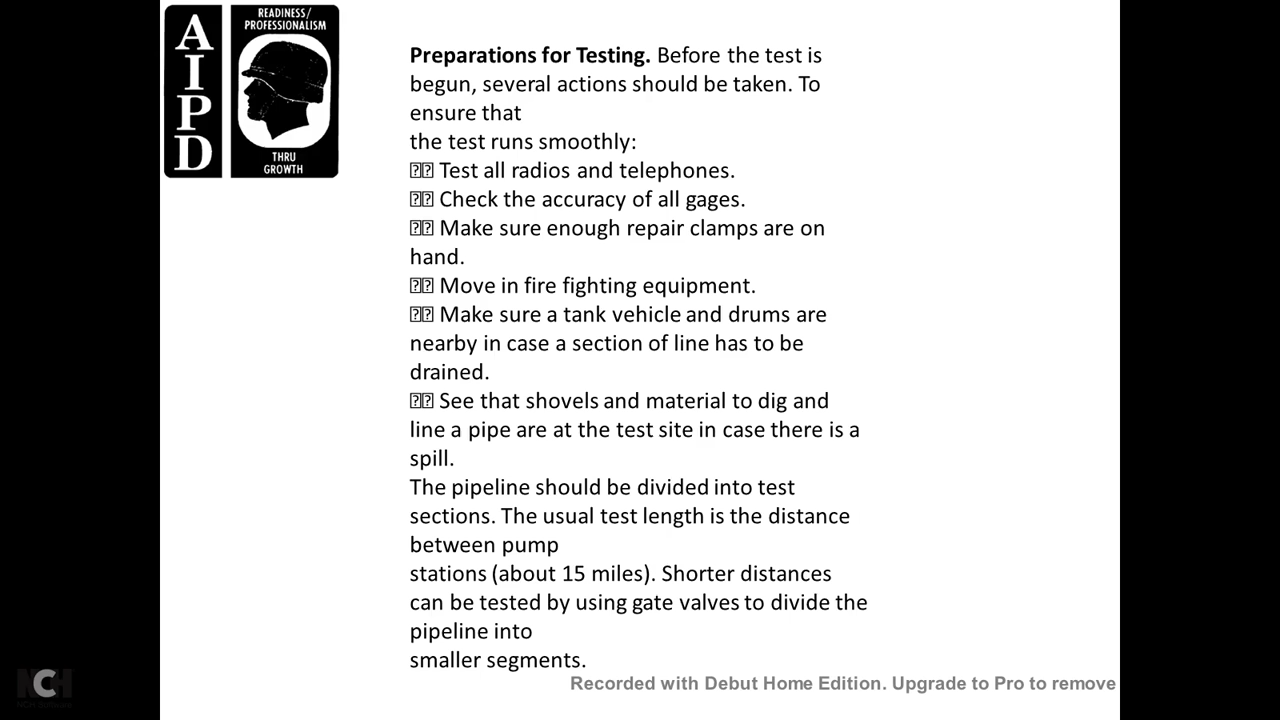 AIPD
READINESS/
PROFESSIONALISM
THRU
GROWTH
Preparations for Testing. Before the test is
begun, several actions should be taken. To
ensure that
the test runs smoothly:
⍰⍰ Test all radios and telephones.
⍰⍰ Check the accuracy of all gages.
⍰⍰ Make sure enough repair clamps are on
hand.
⍰⍰ Move in fire fighting equipment.
⍰⍰ Make sure a tank vehicle and drums are
nearby in case a section of line has to be
drained.
⍰⍰ See that shovels and material to dig and
line a pipe are at the test site in case there is a
spill.
The pipeline should be divided into test
sections. The usual test length is the distance
between pump
stations (about 15 miles). Shorter distances
can be tested by using gate valves to divide the
pipeline into
smaller segments.
Recorded with Debut Home Edition. Upgrade to Pro to remove
NCH
NCH Software